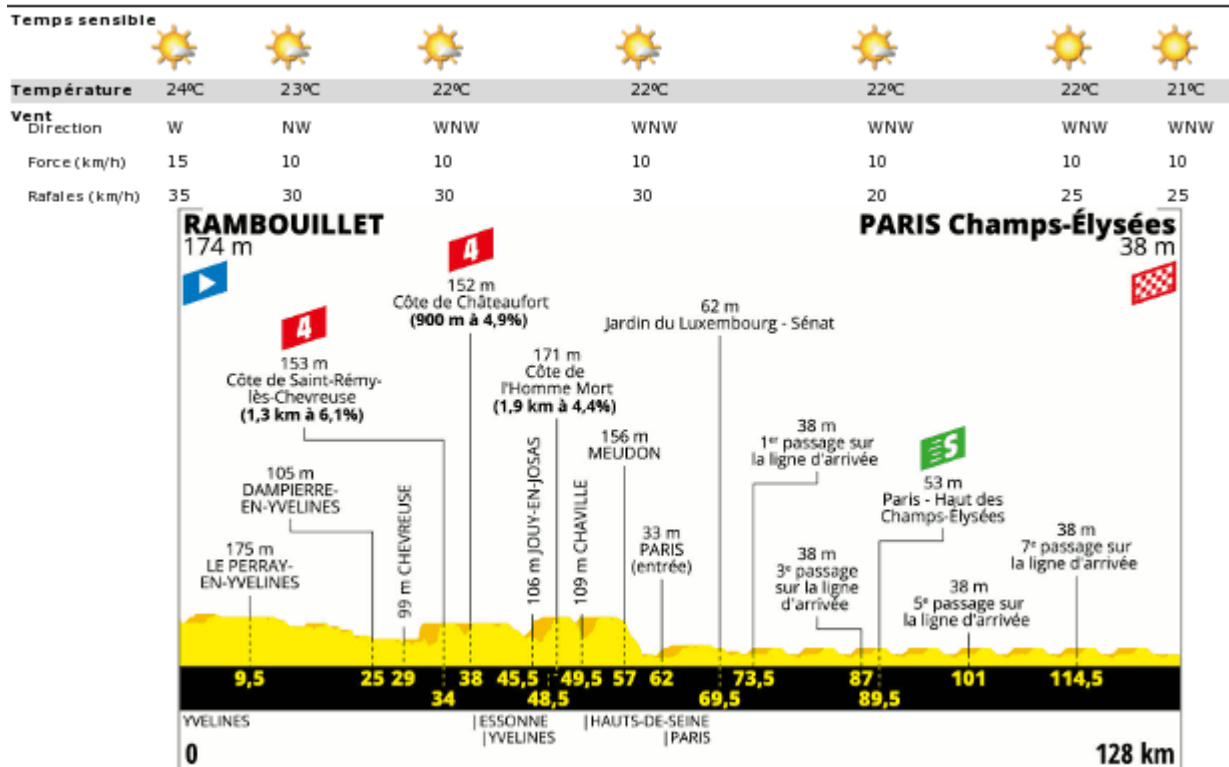 Temps sensible
Température 24ºC 23ºC 22ºC 22ºC 22ºC 22ºC 21ºC
Vent
Direction W NW WNW WNW WNW WNW WNW
Force (km/h) 15 10 10 10 10 10 10
Rafales (km/h) 35 30 30 30 20 25 25
RAMBOUILLET
174 m
PARIS Champs-Élysées
38 m
4
152 m
Côte de Châteaufort
(900 m à 4,9%)
4
153 m
Côte de Saint-Rémy-
lès-Chevreuse
(1,3 km à 6,1%)
62 m
Jardin du Luxembourg - Sénat
171 m
Côte de
l'Homme Mort
(1,9 km à 4,4%)
156 m
MEUDON
38 m
1er passage sur
la ligne d'arrivée
S
53 m
Paris - Haut des
Champs-Élysées
105 m
DAMPIERRE-
EN-YVELINES
99 m CHEVREUSE
106 m JOUY-EN-JOSAS
109 m CHAVILLE
175 m
LE PERRAY-
EN-YVELINES
33 m
PARIS
(entrée)
38 m
3e passage
sur la ligne
d'arrivée
38 m
5e passage sur
la ligne d'arrivée
38 m
7e passage sur
la ligne d'arrivée
9,5 25 29 38 45,5 49,5 57 62 73,5 87 101 114,5
34 48,5 69,5 89,5
YVELINES |ESSONNE |HAUTS-DE-SEINE
|YVELINES |PARIS
0 128 km